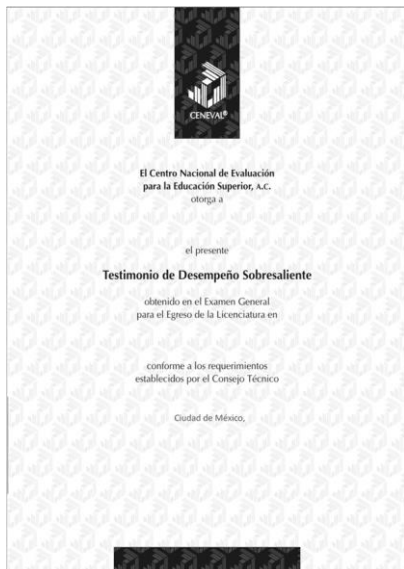 CENEVAL®
El Centro Nacional de Evaluación
para la Educación Superior, A.C.
otorga a
el presente
Testimonio de Desempeño Sobresaliente
obtenido en el Examen General
para el Egreso de la Licenciatura en
conforme a los requerimientos
establecidos por el Consejo Técnico
Ciudad de México,